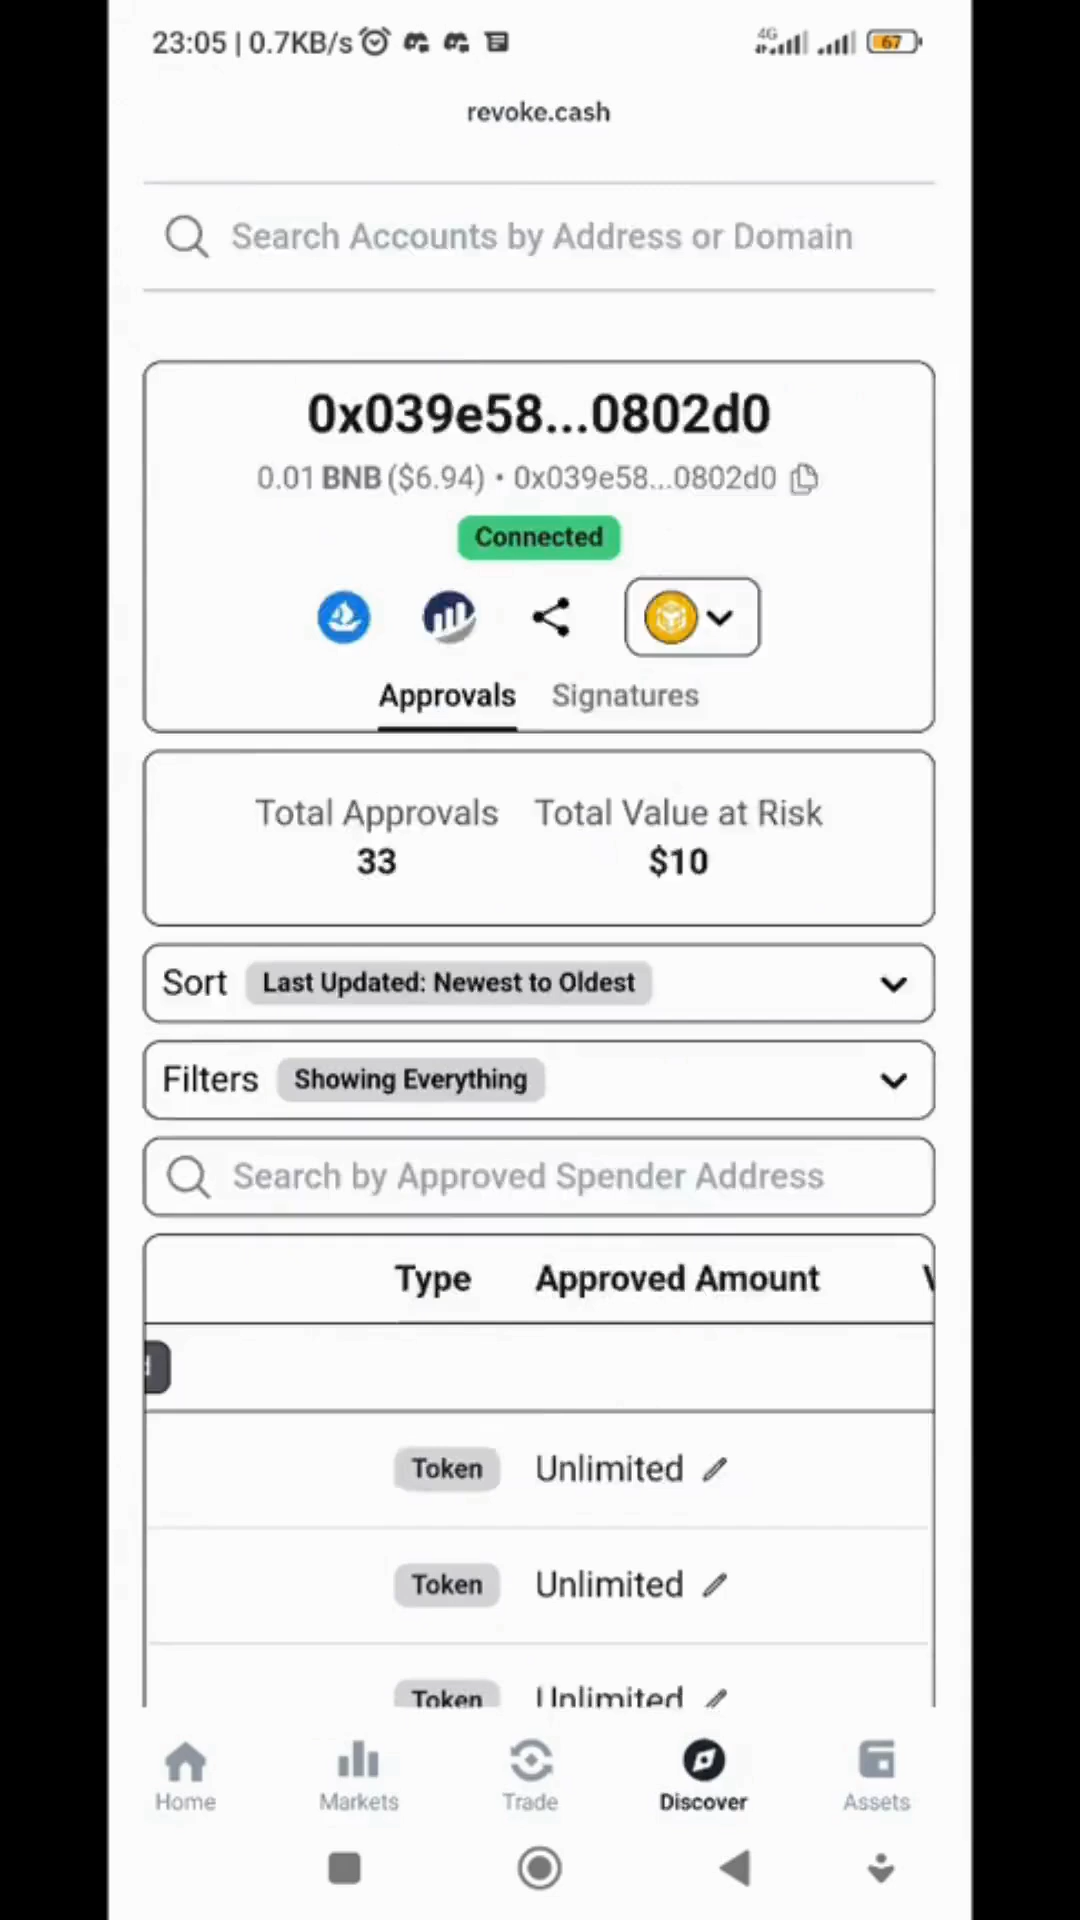 23:05 | 0.7KB/s 4G 67
revoke.cash
Search Accounts by Address or Domain
0x039e58...0802d0
0.01 BNB ($6.94) • 0x039e58...0802d0
Connected
Approvals Signatures
Total Approvals Total Value at Risk
33 $10
Sort Last Updated: Newest to Oldest
Filters Showing Everything
Search by Approved Spender Address
Type Approved Amount
Token Unlimited
Token Unlimited
Token Unlimited
Home Markets Trade Discover Assets